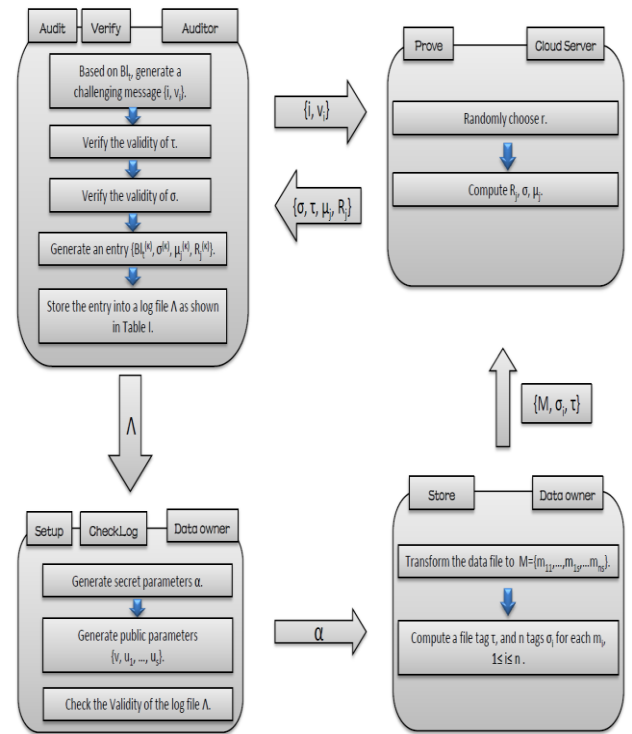 Audit Verify Auditor
Based on Bl_t, generate a
challenging message {i, v_i}.
Verify the validity of τ.
Verify the validity of σ.
Generate an entry {Bl_t^(κ), σ^(κ), μ_j^(κ), R_j^(κ)}.
Store the entry into a log file Λ as shown
in Table I.
{i, v_i}
{σ, τ, μ_j, R_j}
Prove Cloud Server
Randomly choose r.
Compute R_j, σ, μ_j.
Λ
{M, σ_i, τ}
Setup CheckLog Data owner
Generate secret parameters α.
Generate public parameters
{v, u_1, ..., u_s}.
Check the Validity of the log file Λ.
α
Store Data owner
Transform the data file to M={m_11,...,m_1s,...m_ns}.
Compute a file tag τ, and n tags σ_i for each m_i,
1≤ i≤ n .